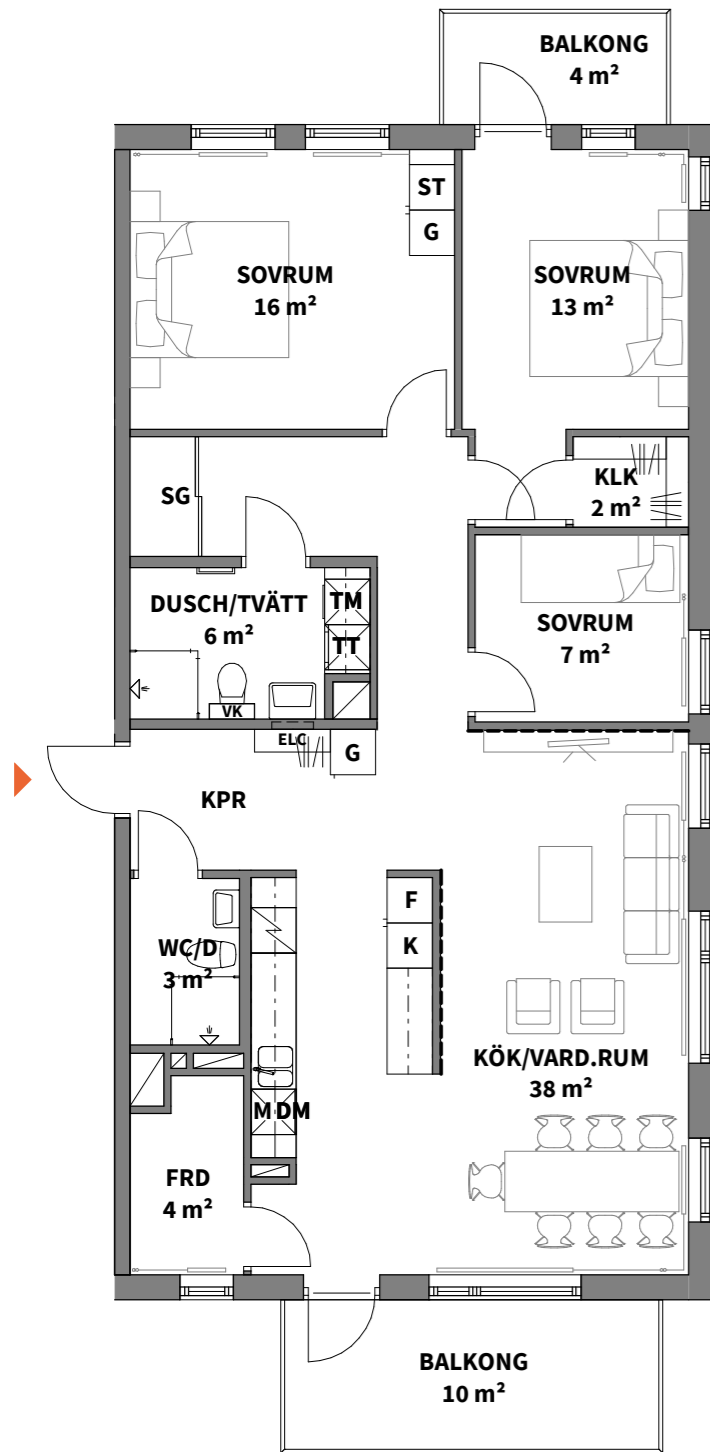 BALKONG
4 m²
ST
G
SOVRUM
16 m²
SOVRUM
13 m²
SG
KLK
2 m²
DUSCH/TVÄTT
6 m²
TM
TT
VK
SOVRUM
7 m²
ELC
G
KPR
F
K
WC/D
3 m²
KÖK/VARD.RUM
38 m²
M DM
FRD
4 m²
BALKONG
10 m²